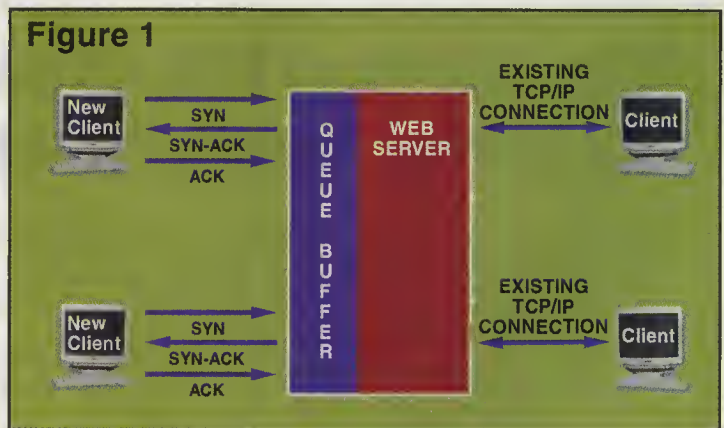 Figure 1
New
Client
SYN
SYN-ACK
ACK
QUEUE BUFFER
WEB
SERVER
EXISTING
TCP/IP
CONNECTION
Client
New
Client
SYN
SYN-ACK
ACK
EXISTING
TCP/IP
CONNECTION
Client